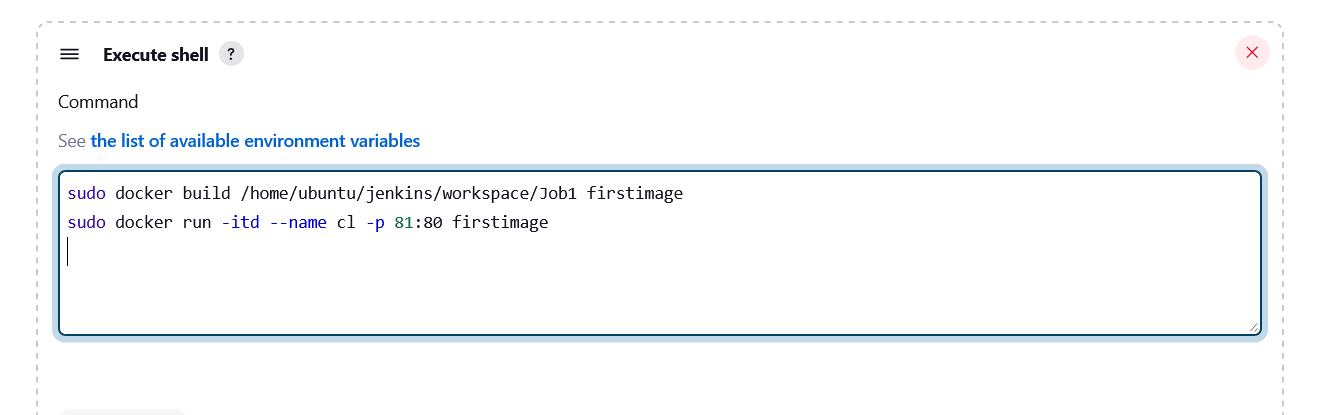 Execute shell ?
Command
See the list of available environment variables
sudo docker build /home/ubuntu/jenkins/workspace/Job1 firstimage
sudo docker run -itd --name cl -p 81:80 firstimage